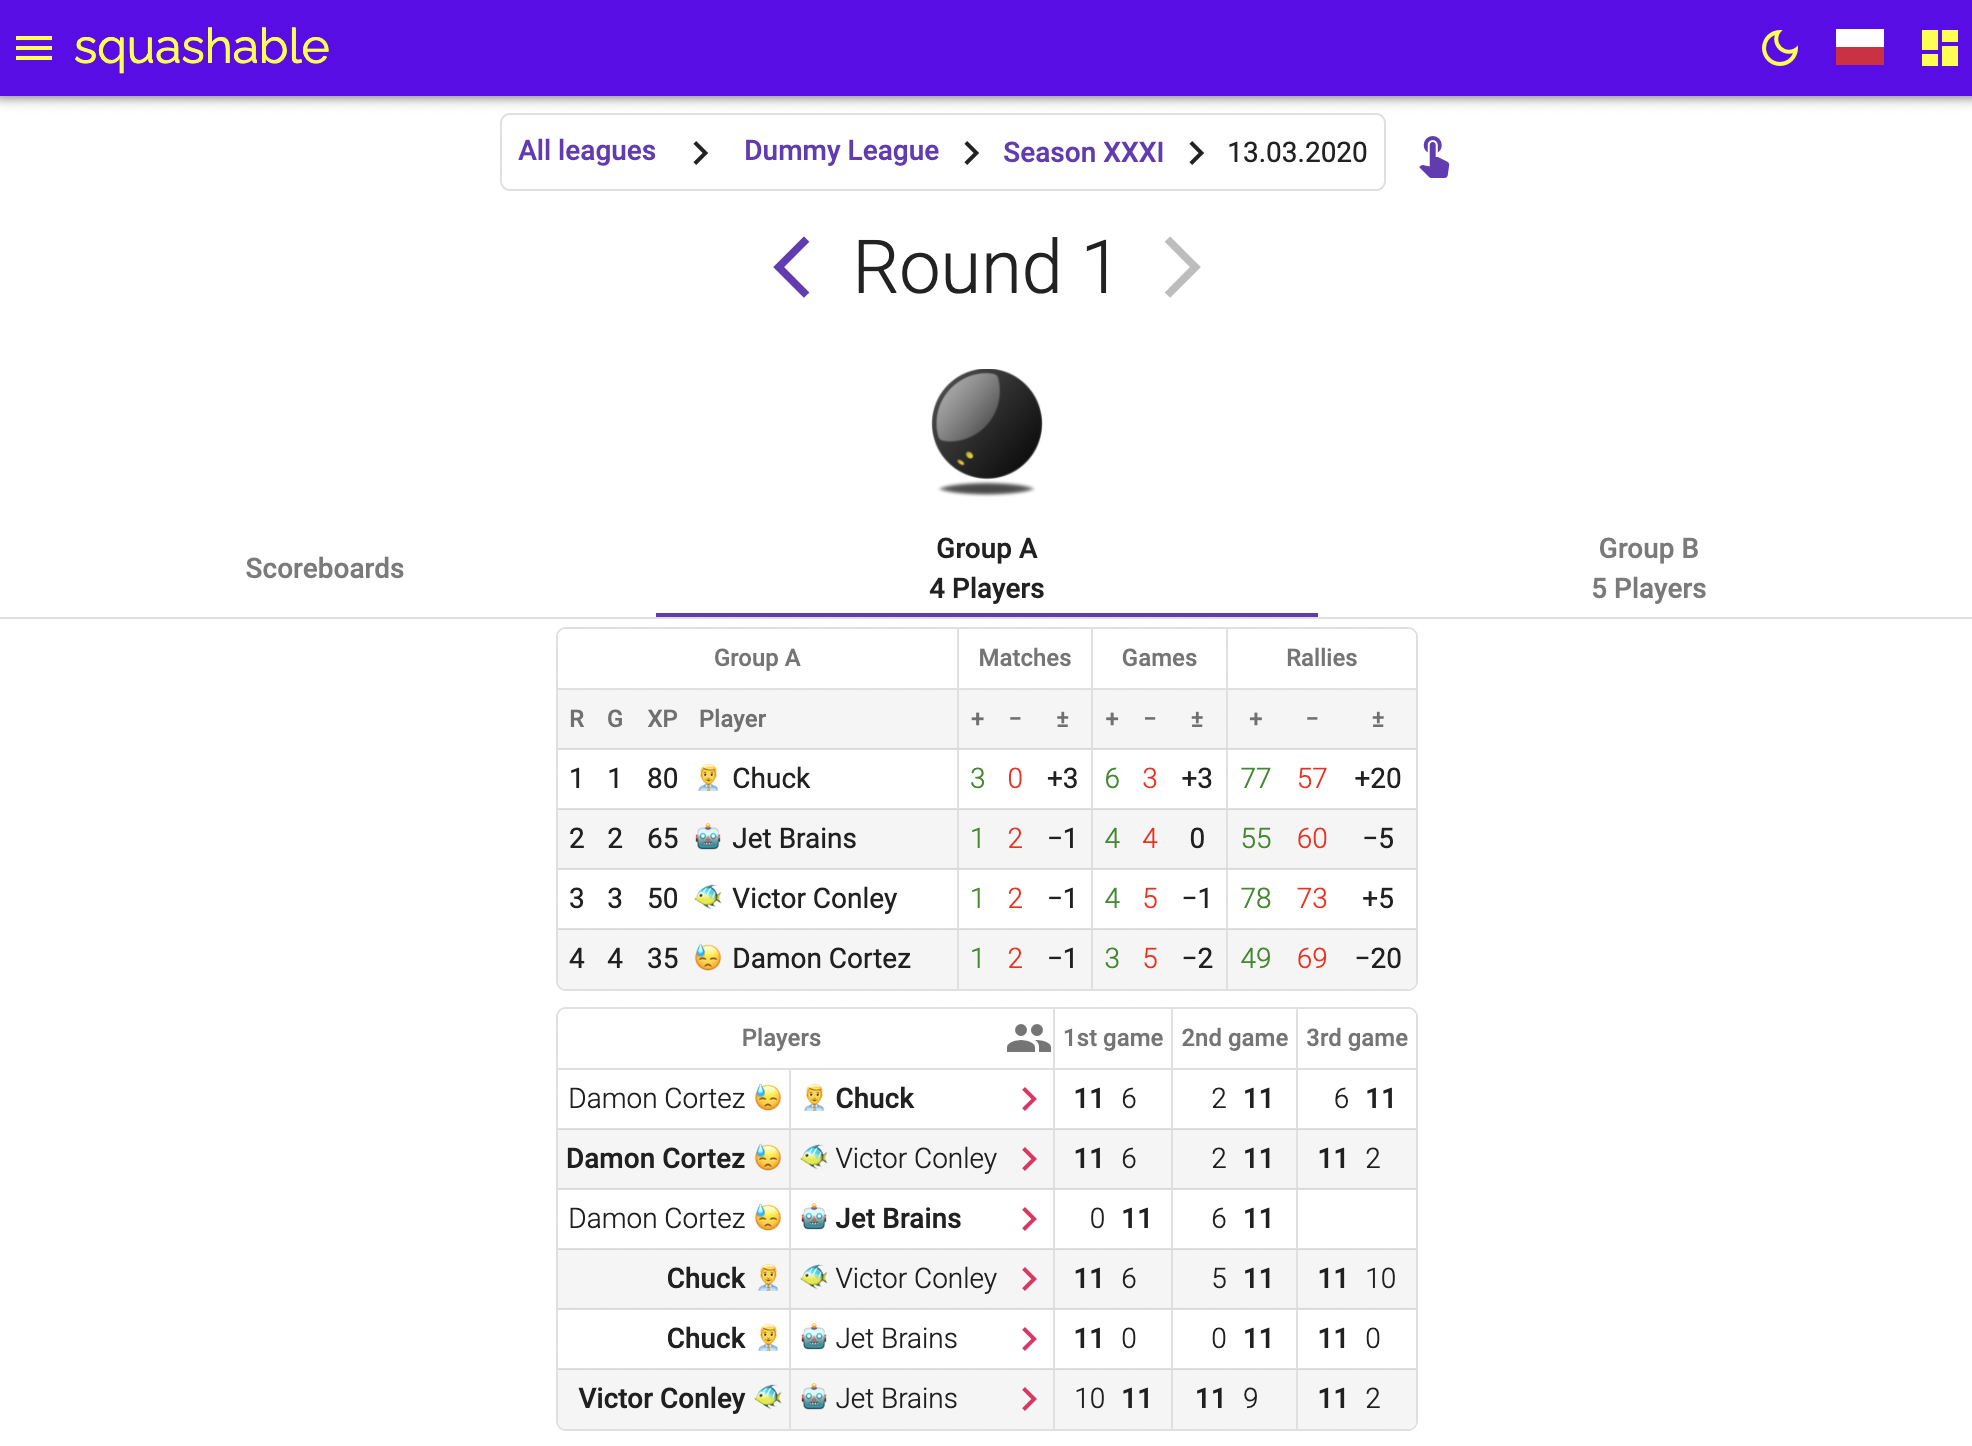 squashable
All leagues Dummy League Season XXXI 13.03.2020
Round 1
Scoreboards
Group A
4 Players
Group B
5 Players
Group A Matches Games Rallies
R G XP Player + − ± + − ± + − ±
1 1 80 Chuck 3 0 +3 6 3 +3 77 57 +20
2 2 65 Jet Brains 1 2 −1 4 4 0 55 60 −5
3 3 50 Victor Conley 1 2 −1 4 5 −1 78 73 +5
4 4 35 Damon Cortez 1 2 −1 3 5 −2 49 69 −20
Players 1st game 2nd game 3rd game
Damon Cortez Chuck 11 6 2 11 6 11
Damon Cortez Victor Conley 11 6 2 11 11 2
Damon Cortez Jet Brains 0 11 6 11
Chuck Victor Conley 11 6 5 11 11 10
Chuck Jet Brains 11 0 0 11 11 0
Victor Conley Jet Brains 10 11 11 9 11 2